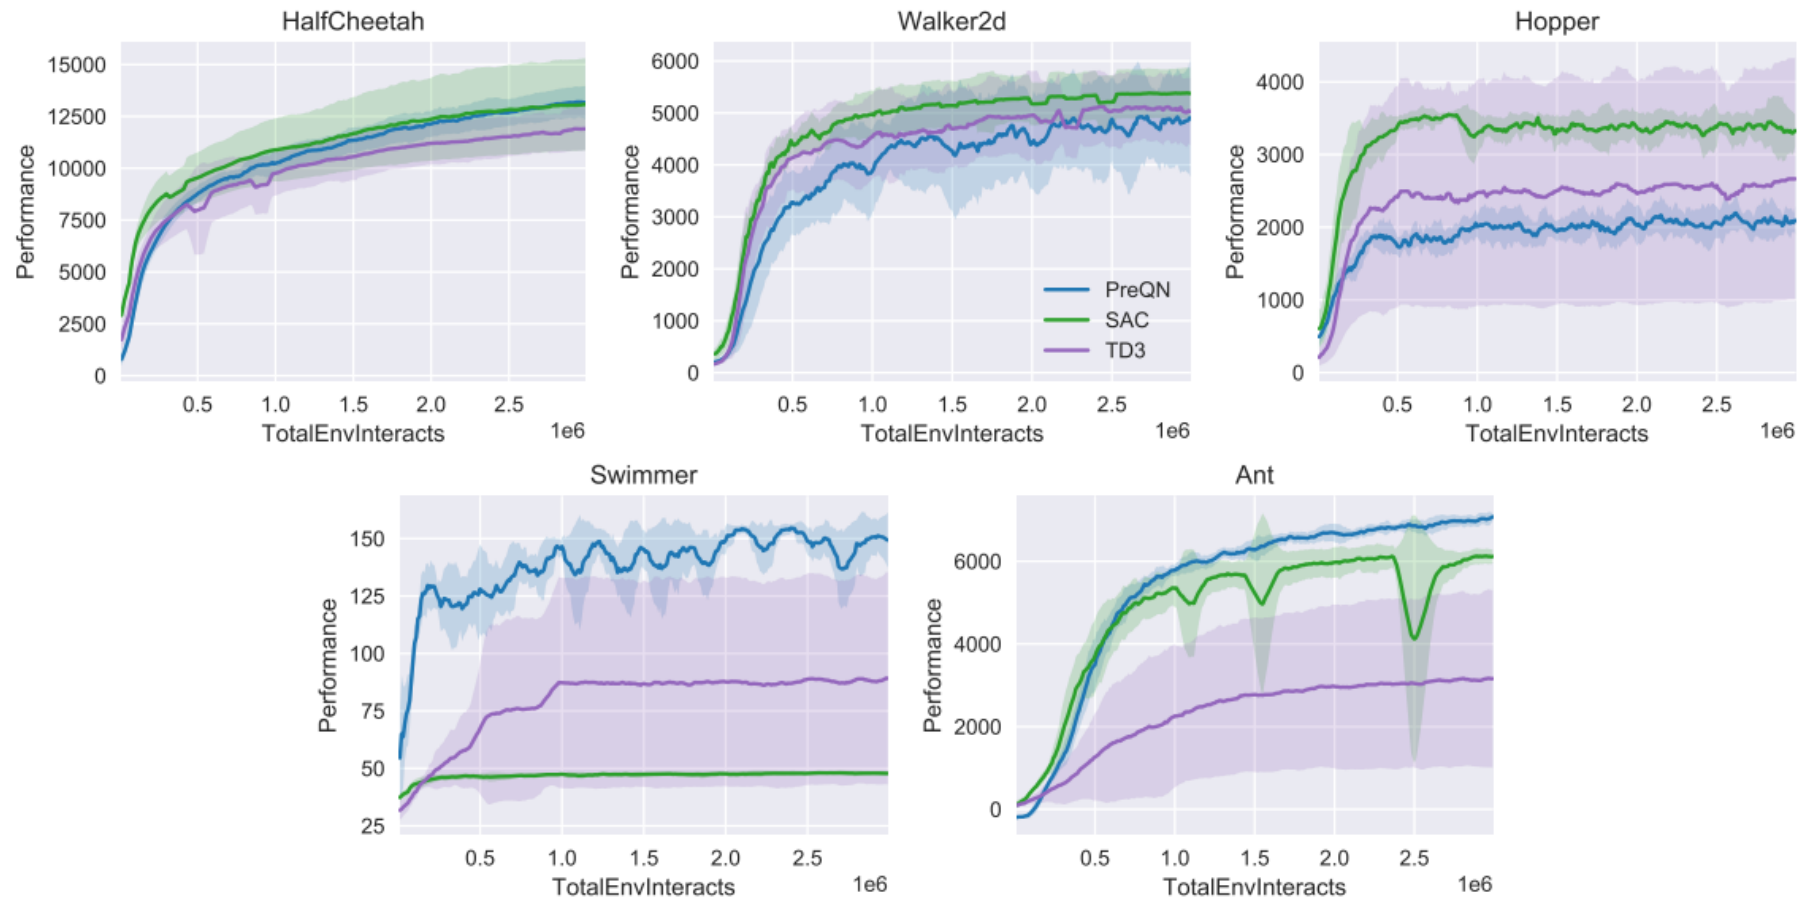 HalfCheetah
Performance
15000
12500
10000
7500
5000
2500
0
0.5 1.0 1.5 2.0 2.5
TotalEnvInteracts
1e6
Walker2d
Performance
6000
5000
4000
3000
2000
1000
0
PreQN
SAC
TD3
0.5 1.0 1.5 2.0 2.5
TotalEnvInteracts
1e6
Hopper
Performance
4000
3000
2000
1000
0
0.5 1.0 1.5 2.0 2.5
TotalEnvInteracts
1e6
Swimmer
Performance
150
125
100
75
50
25
0.5 1.0 1.5 2.0 2.5
TotalEnvInteracts
1e6
Ant
Performance
6000
4000
2000
0
0.5 1.0 1.5 2.0 2.5
TotalEnvInteracts
1e6